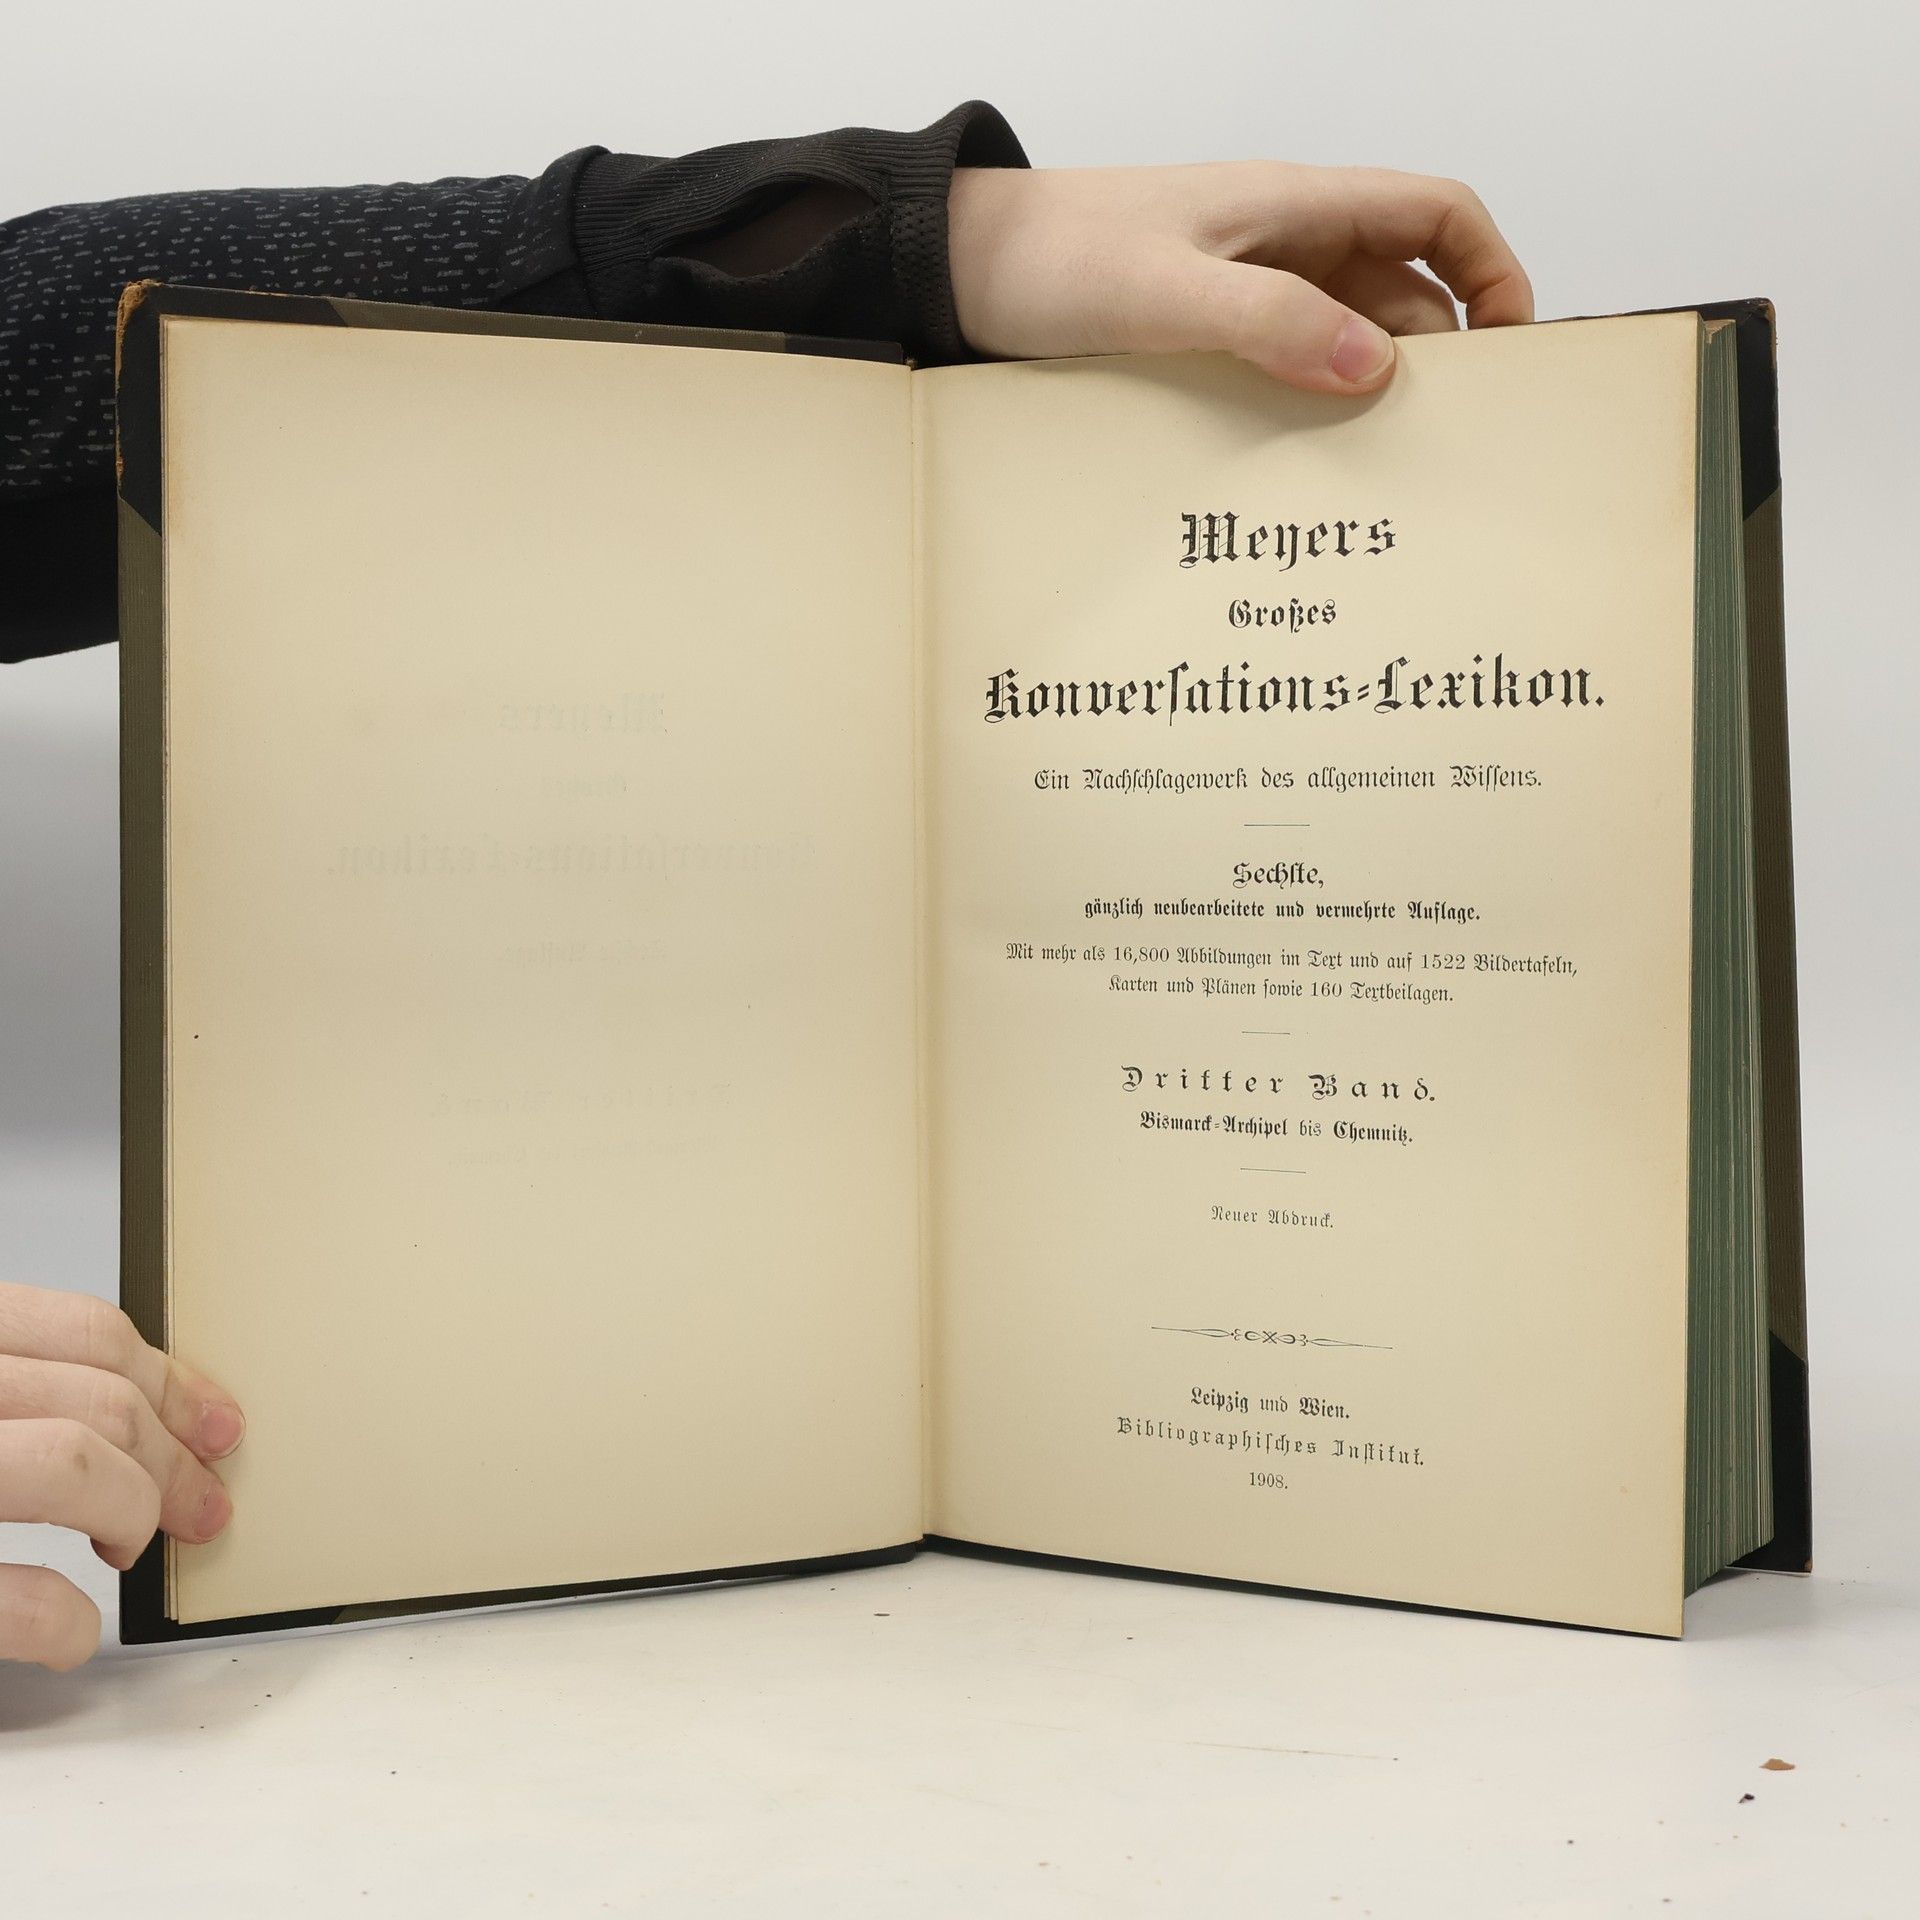 Meyers
Großes
Konverſations-Lexikon.
Ein Nachſchlagewerk des allgemeinen Wiſſens.
Sechſte,
gänzlich neubearbeitete und vermehrte Auflage.
Mit mehr als 16,800 Abbildungen im Text und auf 1522 Bildertafeln,
Karten und Plänen ſowie 160 Textbeilagen.
Dritter Band.
Bismarck-Archipel bis Chemnitz.
Neuer Abdruck.
Leipzig und Wien.
Bibliographiſches Inſtitut.
1908.